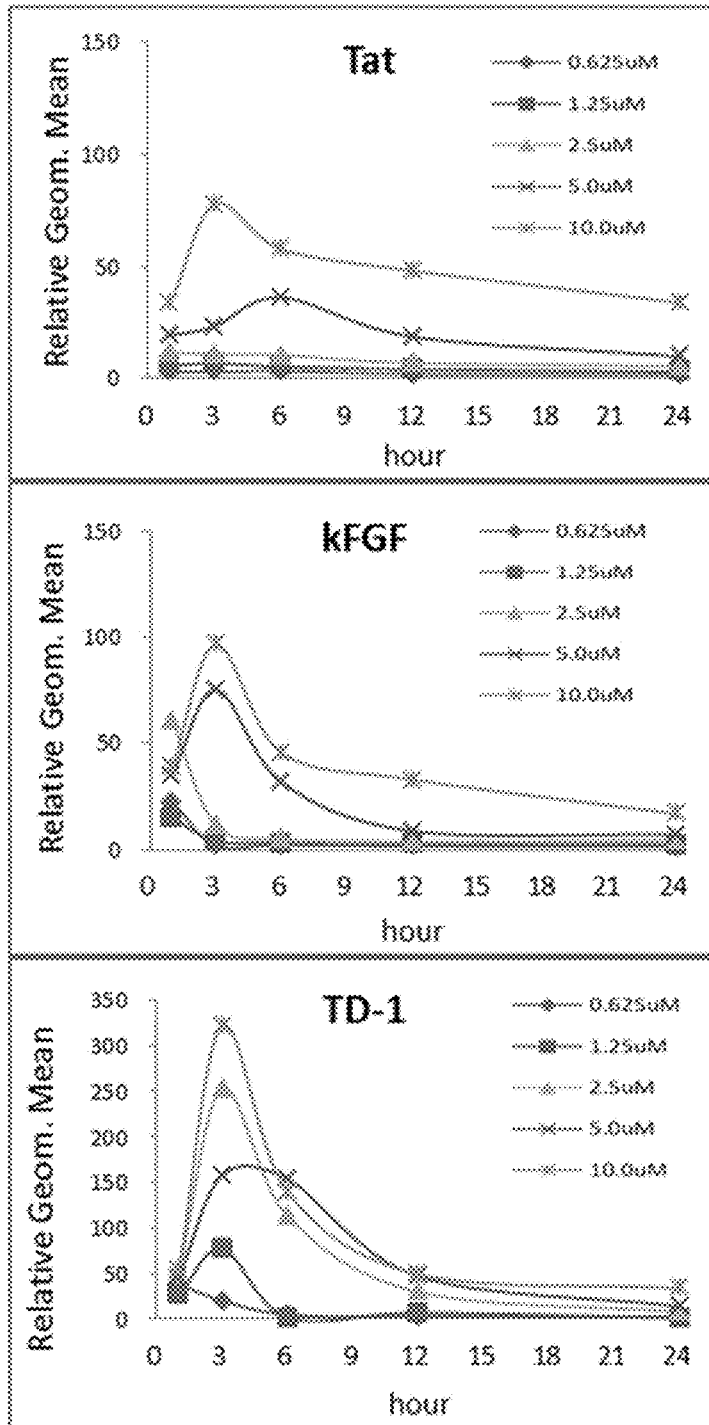 Tat
150
100
50
0
Relative Geom. Mean
0.625uM
1.25uM
2.5uM
5.0uM
10.0uM
0 3 6 9 12 15 18 21 24
hour
kFGF
150
100
50
0
Relative Geom. Mean
0.625uM
1.25uM
2.5uM
5.0uM
10.0uM
0 3 6 9 12 15 18 21 24
hour
TD-1
350
300
250
200
150
100
50
0
Relative Geom. Mean
0.625uM
1.25uM
2.5uM
5.0uM
10.0uM
0 3 6 9 12 15 18 21 24
hour